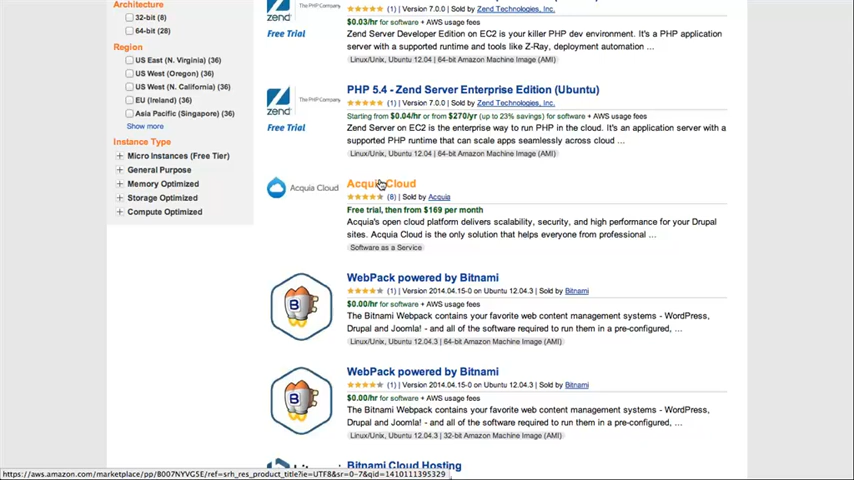 Architecture
32-bit (8)
64-bit (28)
Region
US East (N. Virginia) (36)
US West (Oregon) (36)
US West (N. California) (36)
EU (Ireland) (36)
Asia Pacific (Singapore) (36)
Show more
Instance Type
Micro Instances (Free Tier)
General Purpose
Memory Optimized
Storage Optimized
Compute Optimized
zend The PHP Company
Free Trial
(1) | Version 7.0.0 | Sold by Zend Technologies, Inc.
$0.03/hr for software + AWS usage fees
Zend Server Developer Edition on EC2 is your killer PHP dev environment. It's a PHP application
server with a supported runtime and tools like Z-Ray, deployment automation ...
Linux/Unix, Ubuntu 12.04 | 64-bit Amazon Machine Image (AMI)
zend The PHP Company
Free Trial
PHP 5.4 - Zend Server Enterprise Edition (Ubuntu)
(1) | Version 7.0.0 | Sold by Zend Technologies, Inc.
Starting from $0.04/hr or from $270/yr (up to 23% savings) for software + AWS usage fees
Zend Server on EC2 is the enterprise way to run PHP in the cloud. It's an application server with a
supported PHP runtime that can scale apps seamlessly across cloud ...
Linux/Unix, Ubuntu 12.04 | 64-bit Amazon Machine Image (AMI)
Acquia Cloud
Acquia Cloud
(8) | Sold by Acquia
Free trial, then from $169 per month
Acquia's open cloud platform delivers scalability, security, and high performance for your Drupal
sites. Acquia Cloud is the only solution that helps everyone from professional ...
Software as a Service
B
WebPack powered by Bitnami
(1) | Version 2014.04.15-0 on Ubuntu 12.04.3 | Sold by Bitnami
$0.00/hr for software + AWS usage fees
The Bitnami Webpack contains your favorite web content management systems - WordPress,
Drupal and Joomla! - and all of the software required to run them in a pre-configured, ...
Linux/Unix, Ubuntu 12.04.3 | 64-bit Amazon Machine Image (AMI)
B
WebPack powered by Bitnami
(1) | Version 2014.04.15-0 on Ubuntu 12.04.3 | Sold by Bitnami
$0.00/hr for software + AWS usage fees
The Bitnami Webpack contains your favorite web content management systems - WordPress,
Drupal and Joomla! - and all of the software required to run them in a pre-configured, ...
Linux/Unix, Ubuntu 12.04.3 | 32-bit Amazon Machine Image (AMI)
Bitnami Cloud Hosting
https://aws.amazon.com/marketplace/pp/B007NYVG5E/ref=srh_res_product_title?ie=UTF8&sr=0-7&qid=1410111395329